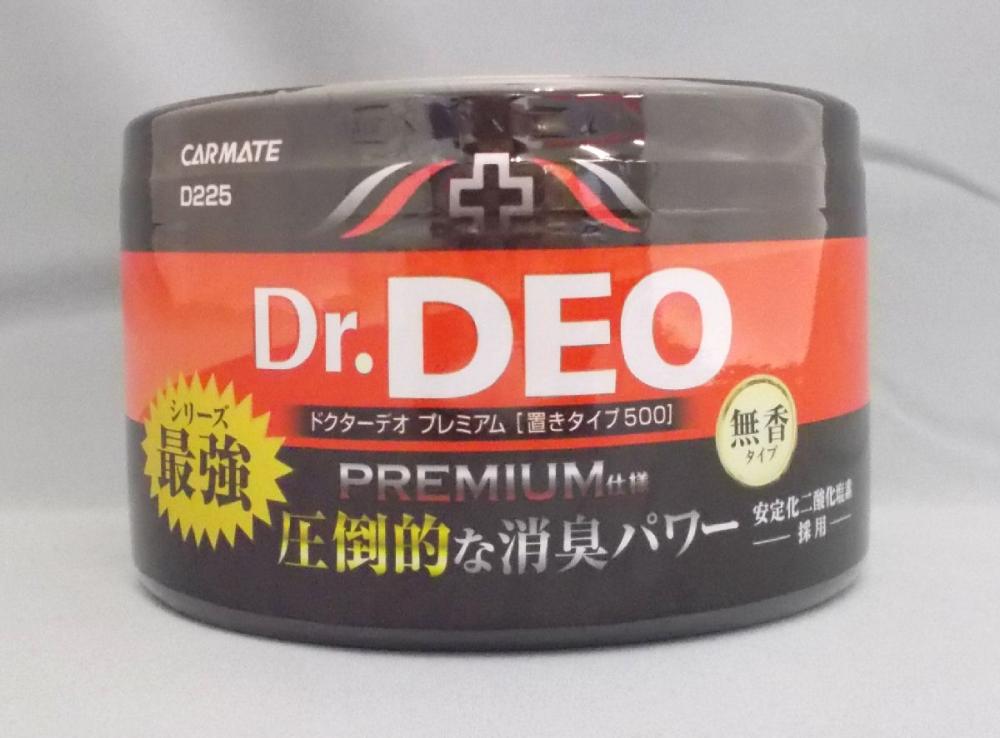 CARMATE
D225
Dr.DEO
ドクターデオ プレミアム [置きタイプ500]
シリーズ
最強
無香
タイプ
PREMIUM仕様
圧倒的な消臭パワー
安定化二酸化塩素
採用